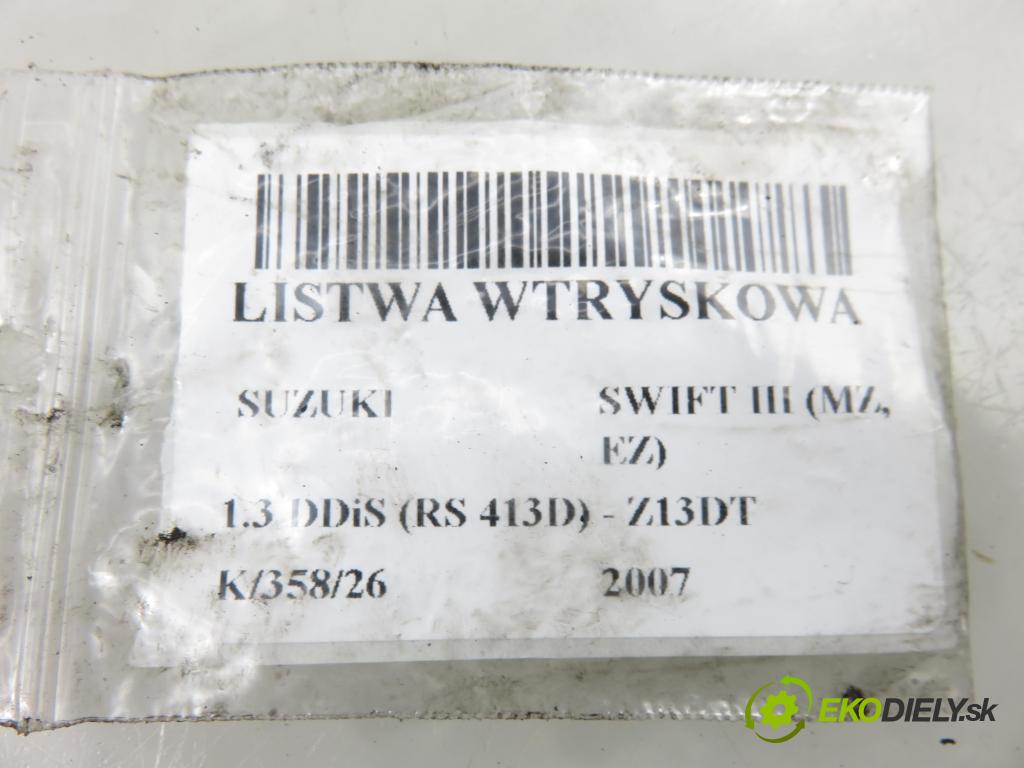 LISTWA WTRYSKOWA
SUZUKI SWIFT III (MZ,
EZ)
1.3 DDiS (RS 413D) - Z13DT
K/358/26 2007
EKODIELY.sk